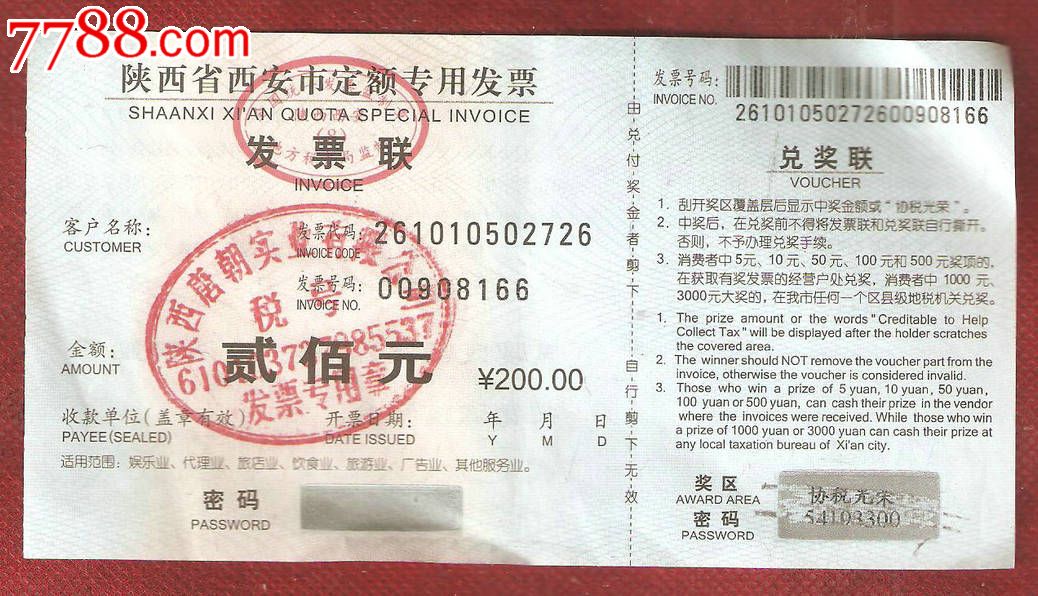 7788.com
陕西省西安市定额专用发票
SHAANXI XI'AN QUOTA SPECIAL INVOICE
发票联
INVOICE
客户名称：
CUSTOMER
发票代码：
INVOICE CODE
261010502726
发票号码：
INVOICE NO.
00908166
陕西唐朝实业
税号
发票专用章
金额：
AMOUNT
贰佰元
¥200.00
收款单位(盖章有效)
PAYEE(SEALED)
开票日期： 年 月 日
DATE ISSUED Y M D
适用范围：娱乐业、代理业、旅店业、饮食业、旅游业、广告业、其他服务业。
密码
PASSWORD
由兑付奖金者剪下自行剪下无效
发票号码:
INVOICE NO.
26101050272600908166
兑奖联
VOUCHER
1. 刮开奖区覆盖层后显示中奖金额或“协税光荣”。
2. 中奖后，在兑奖前不得将发票联和兑奖联自行撕开。
否则，不予办理兑奖手续。
3. 消费者中5元、10元、50元、100元和500元奖项的，
在获取有奖发票的经营户处兑奖，消费者中1000元、
3000元大奖的，在我市任何一个区县级地税机关兑奖。
1. The prize amount or the words "Creditable to Help
Collect Tax" will be displayed after the holder scratches
the covered area.
2. The winner should NOT remove the voucher part from the
invoice, otherwise the voucher is considered invalid.
3. Those who win a prize of 5 yuan, 10 yuan, 50 yuan,
100 yuan or 500 yuan, can cash their prize in the vendor
where the invoices were received. While those who win
a prize of 1000 yuan or 3000 yuan can cash their prize at
any local taxation bureau of Xi'an city.
奖区
AWARD AREA
协税光荣
密码
PASSWORD
54103300